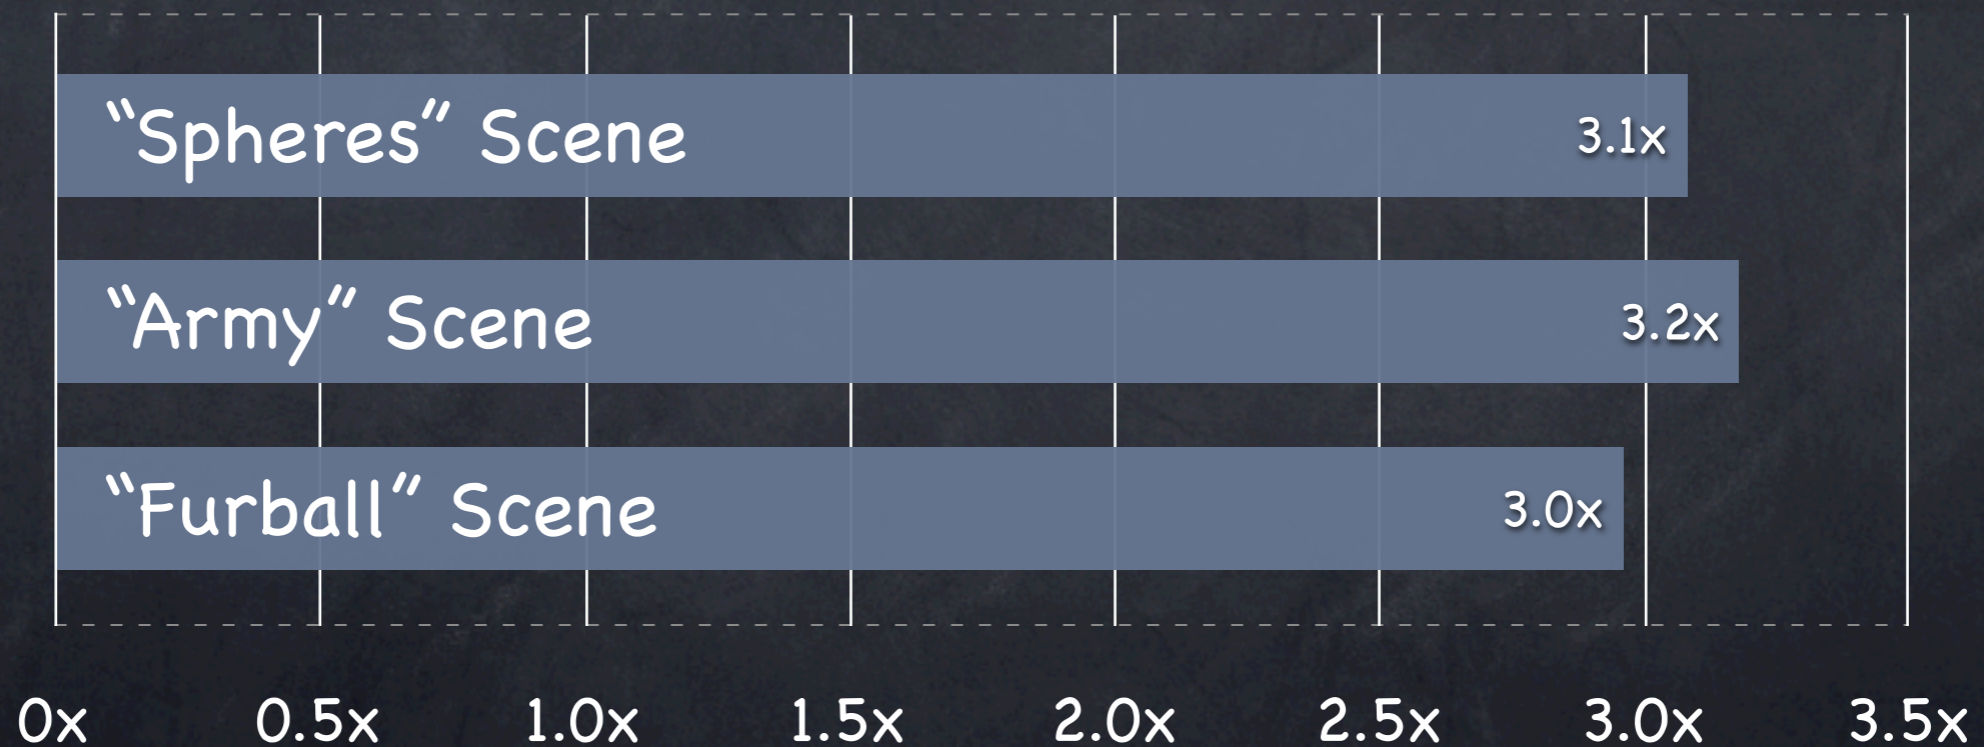 “Spheres” Scene 3.1x
“Army” Scene 3.2x
“Furball” Scene 3.0x
0x 0.5x 1.0x 1.5x 2.0x 2.5x 3.0x 3.5x